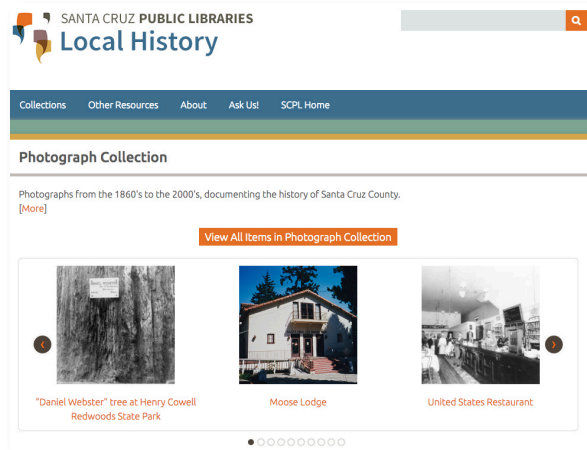 SANTA CRUZ PUBLIC LIBRARIES
Local History
Collections Other Resources About Ask Us! SCPL Home
Photograph Collection
Photographs from the 1860's to the 2000's, documenting the history of Santa Cruz County.
[More]
View All Items in Photograph Collection
"Daniel Webster" tree at Henry Cowell
Redwoods State Park
Moose Lodge
United States Restaurant